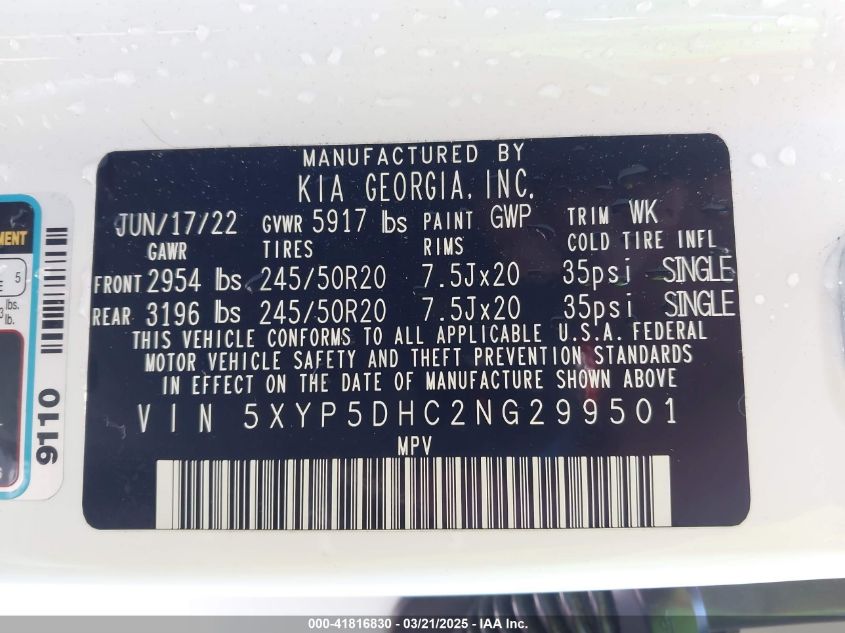 MANUFACTURED BY
KIA GEORGIA, INC.
JUN/17/22 GVWR 5917 lbs PAINT GWP TRIM WK
GAWR TIRES RIMS COLD TIRE INFL
FRONT 2954 lbs 245/50R20 7.5Jx20 35psi SINGLE
REAR 3196 lbs 245/50R20 7.5Jx20 35psi SINGLE
THIS VEHICLE CONFORMS TO ALL APPLICABLE U.S.A. FEDERAL
MOTOR VEHICLE SAFETY AND THEFT PREVENTION STANDARDS
IN EFFECT ON THE DATE OF MANUFACTURE SHOWN ABOVE
VIN 5XYP5DHC2NG299501
MPV
5
lbs.
lb.
9110
000-41816830 - 03/21/2025 - IAA Inc.